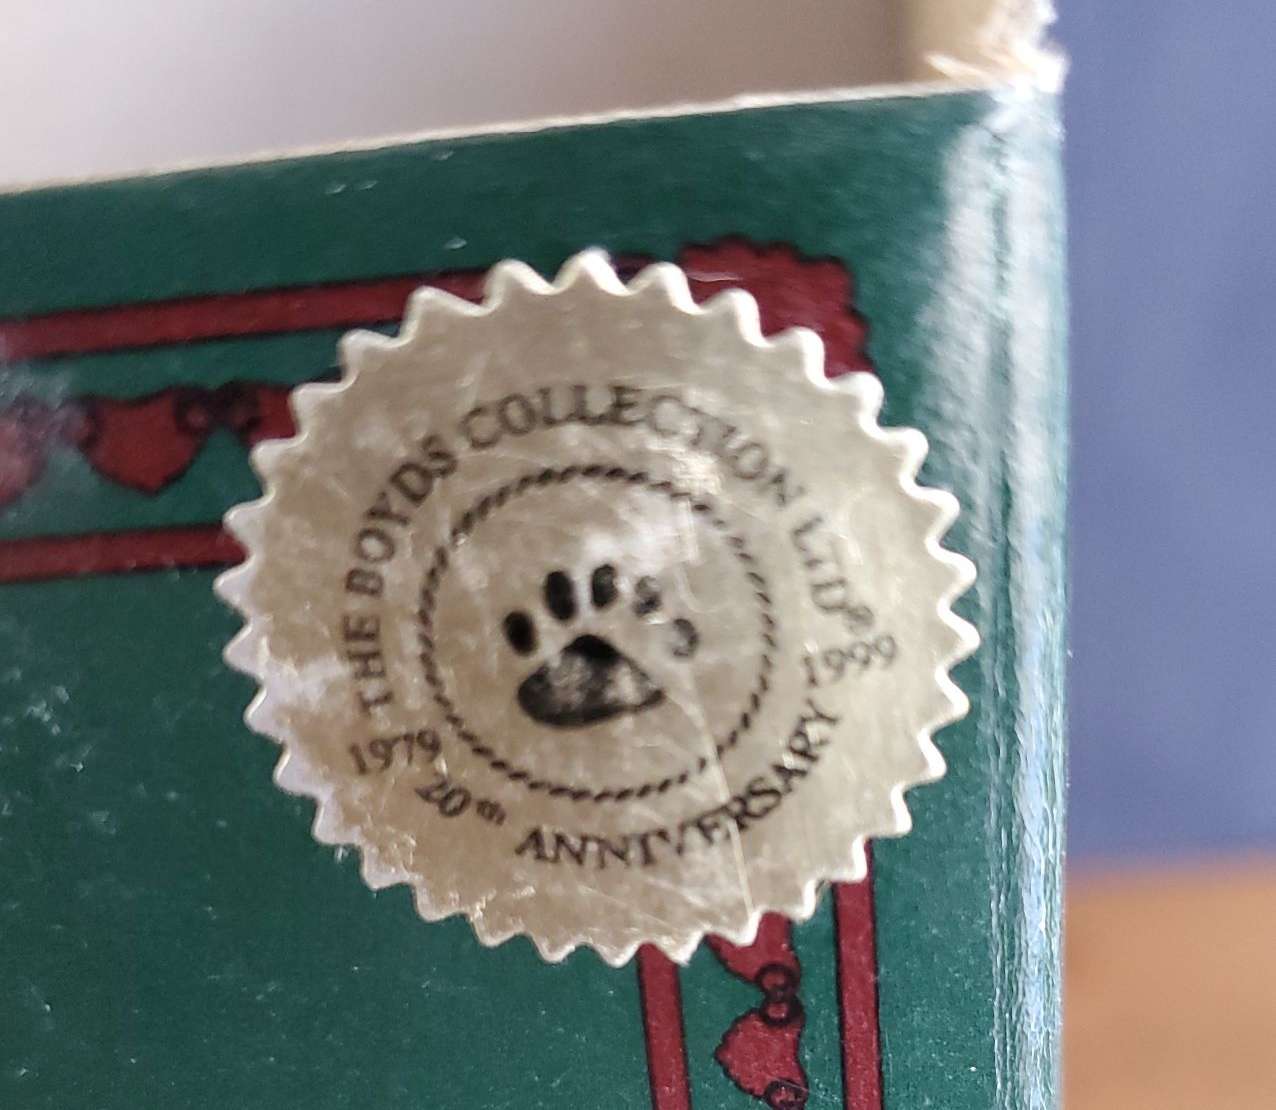 THE BOYDS COLLECTION LTD®
1979 20th ANNIVERSARY 1999